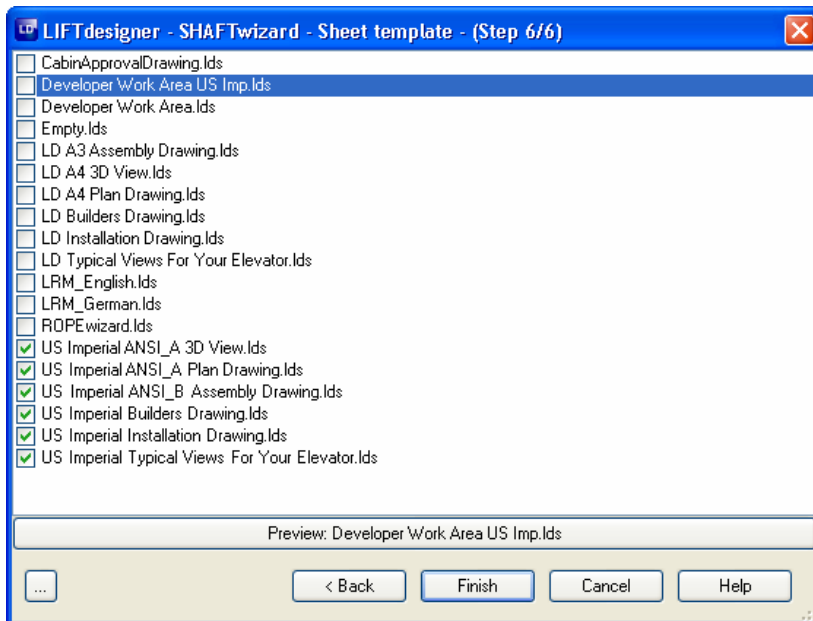 LD LIFTdesigner - SHAFTwizard - Sheet template - (Step 6/6)
CabinApprovalDrawing.lds
Developer Work Area US Imp.lds
Developer Work Area.lds
Empty.lds
LD A3 Assembly Drawing.lds
LD A4 3D View.lds
LD A4 Plan Drawing.lds
LD Builders Drawing.lds
LD Installation Drawing.lds
LD Typical Views For Your Elevator.lds
LRM_English.lds
LRM_German.lds
ROPEwizard.lds
US Imperial ANSI_A 3D View.lds
US Imperial ANSI_A Plan Drawing.lds
US Imperial ANSI_B Assembly Drawing.lds
US Imperial Builders Drawing.lds
US Imperial Installation Drawing.lds
US Imperial Typical Views For Your Elevator.lds
Preview: Developer Work Area US Imp.lds
... < Back Finish Cancel Help